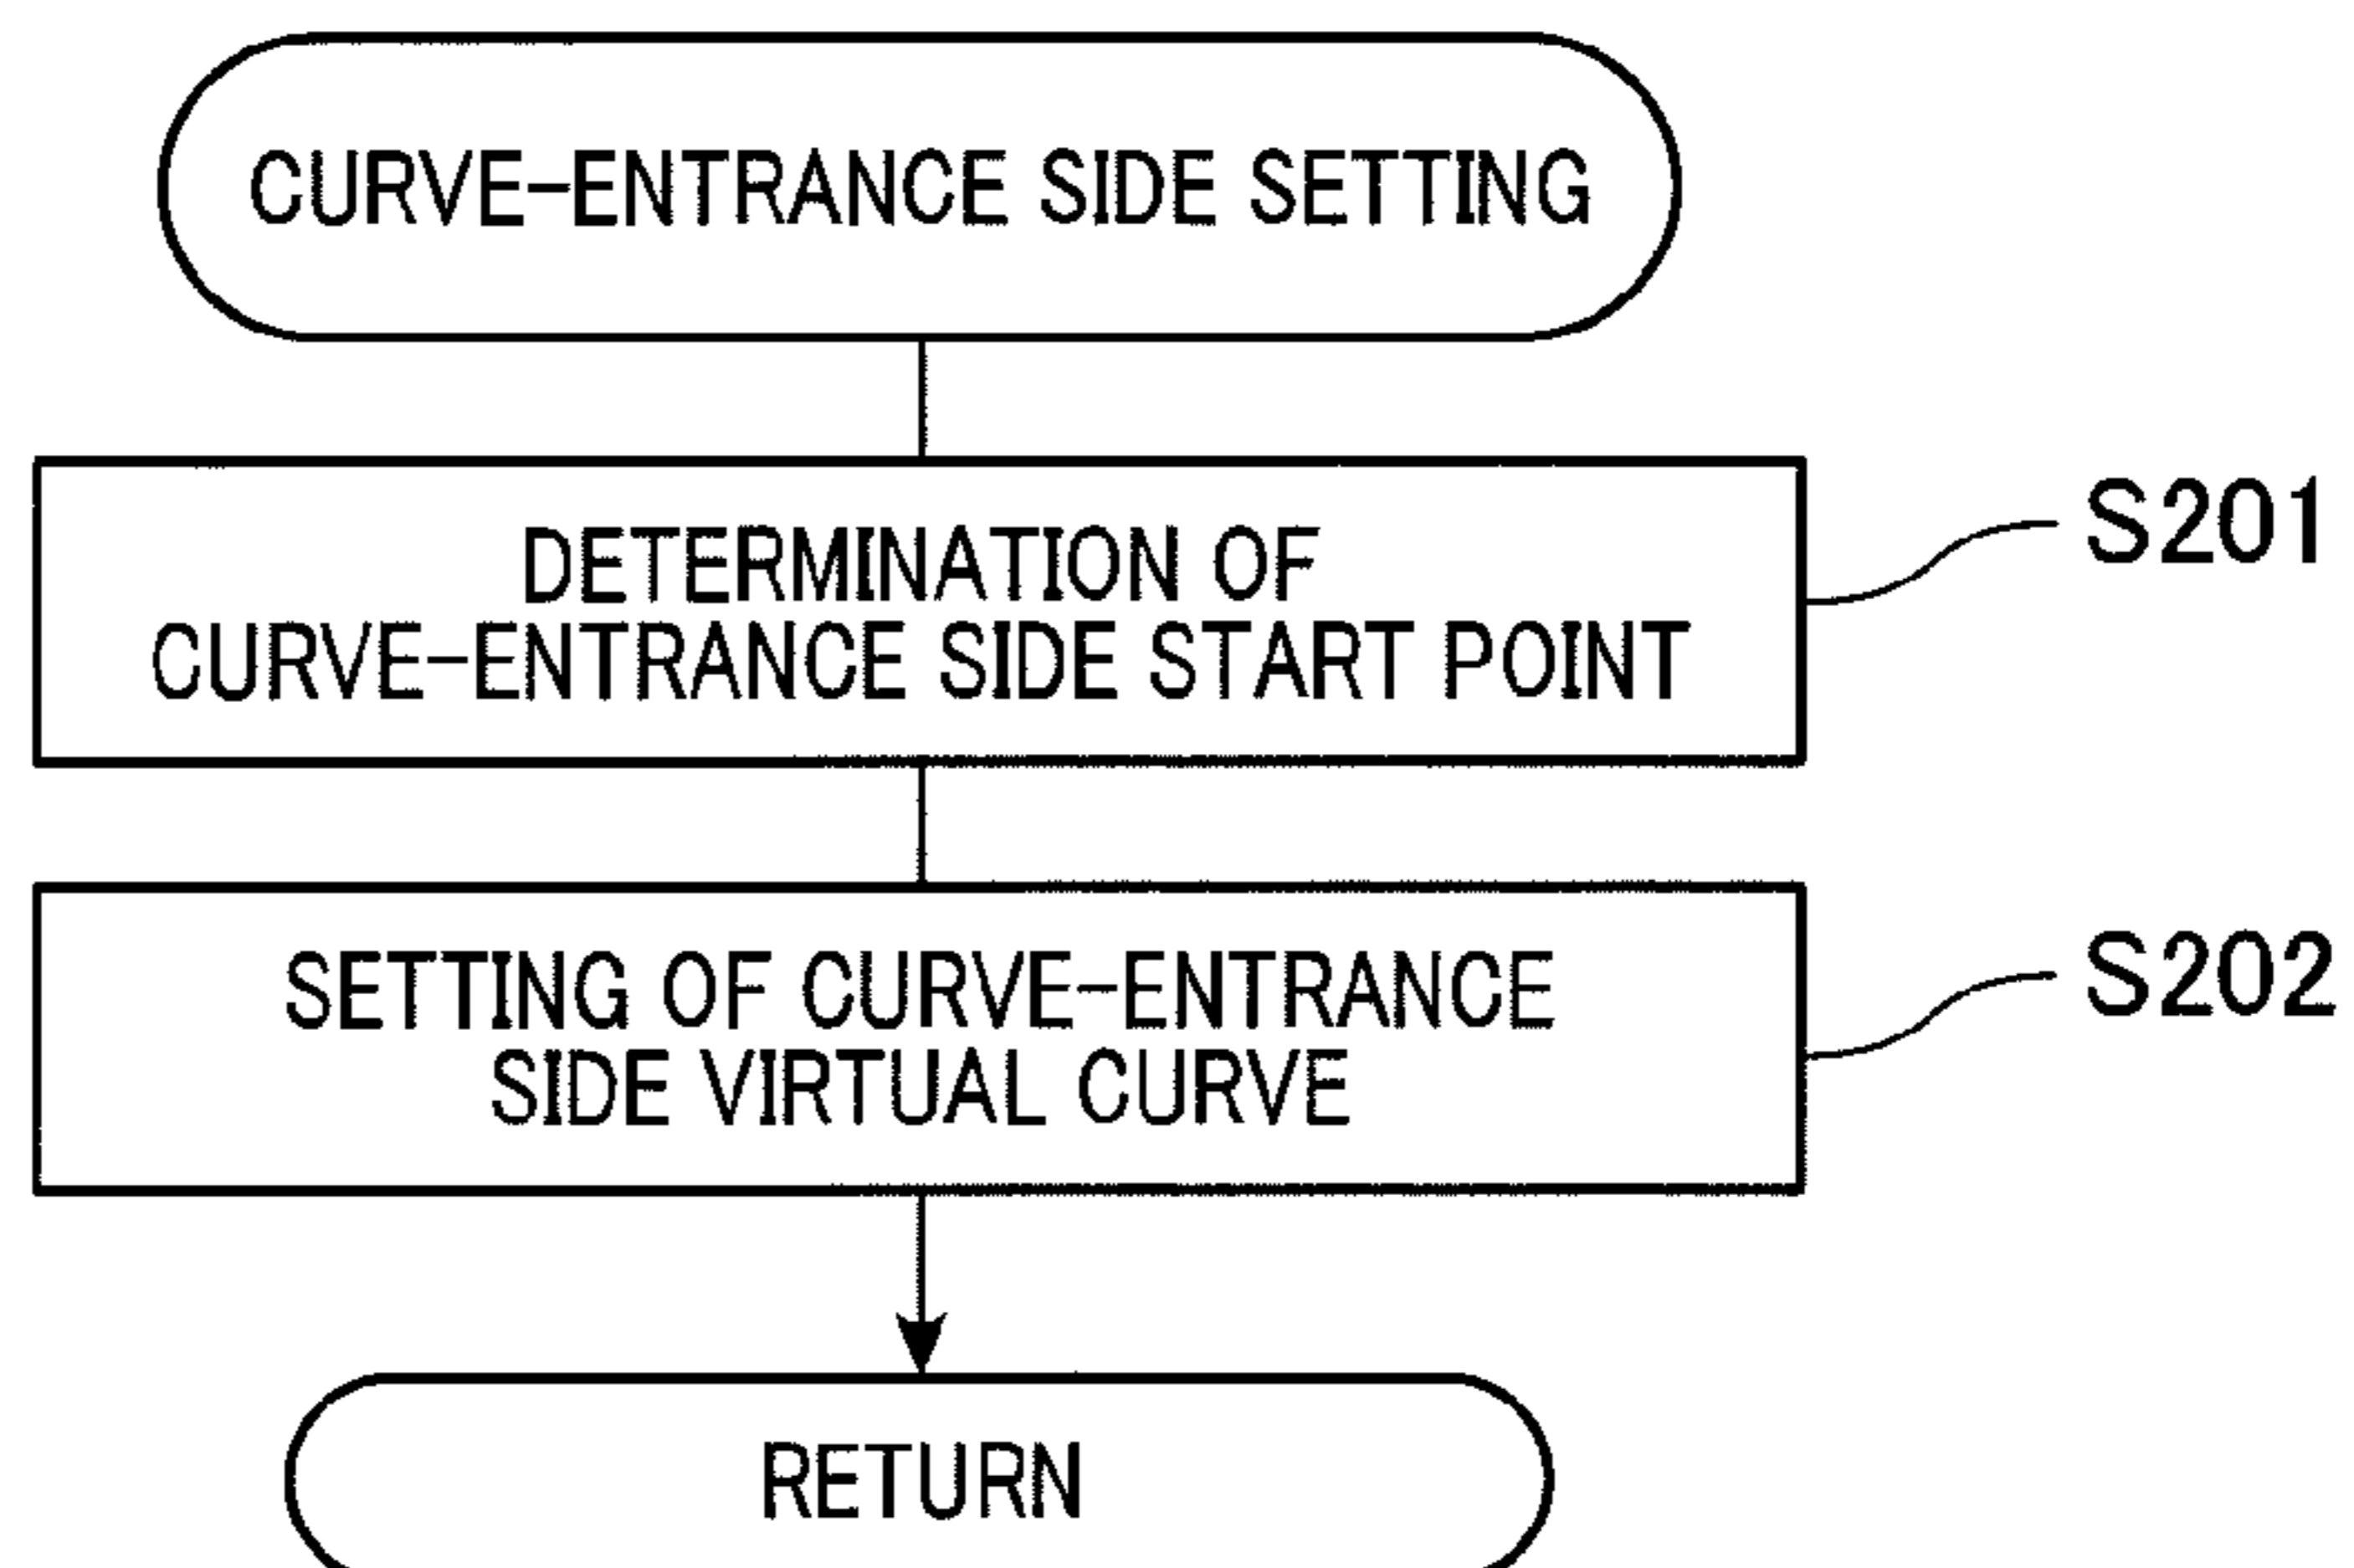 CURVE-ENTRANCE SIDE SETTING
DETERMINATION OF
CURVE-ENTRANCE SIDE START POINT
S201
SETTING OF CURVE-ENTRANCE
SIDE VIRTUAL CURVE
S202
RETURN